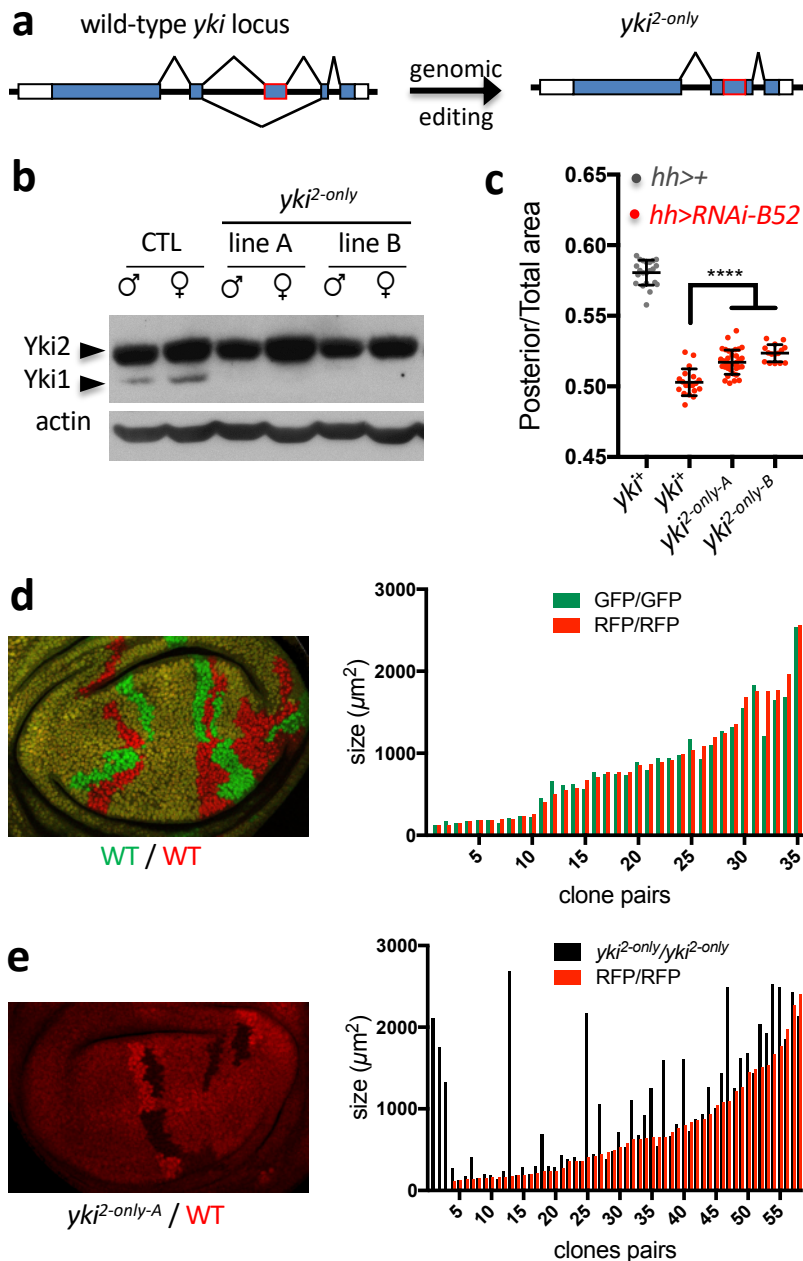 a
wild-type yki locus
yki2-only
genomic
editing
b
yki2-only
CTL
line A
line B
♂ ♀ ♂ ♀ ♂ ♀
Yki2
Yki1
actin
c
hh>+
hh>RNAi-B52
****
Posterior/Total area
0.65
0.60
0.55
0.50
0.45
yki+
yki+
yki2-only-A
yki2-only-B
d
WT / WT
GFP/GFP
RFP/RFP
size (µm2)
3000
2000
1000
0
5 10 15 20 25 30 35
clone pairs
e
yki2-only-A / WT
yki2-only/yki2-only
RFP/RFP
size (µm2)
3000
2000
1000
0
5 10 15 20 25 30 35 40 45 50 55
clones pairs